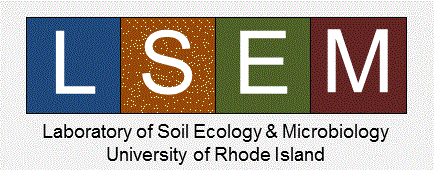 LSEM
Laboratory of Soil Ecology & Microbiology
University of Rhode Island